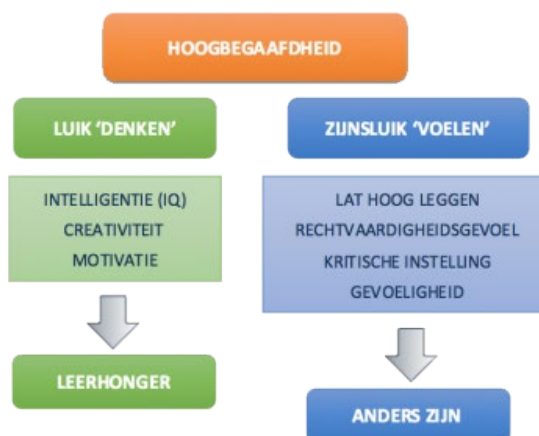 HOOGBEGAAFDHEID
LUIK ‘DENKEN’
INTELLIGENTIE (IQ)
CREATIVITEIT
MOTIVATIE
LEERHONGER
ZIJNSLUIK ‘VOELEN’
LAT HOOG LEGGEN
RECHTVAARDIGHEIDSGEVOEL
KRITISCHE INSTELLING
GEVOELIGHEID
ANDERS ZIJN